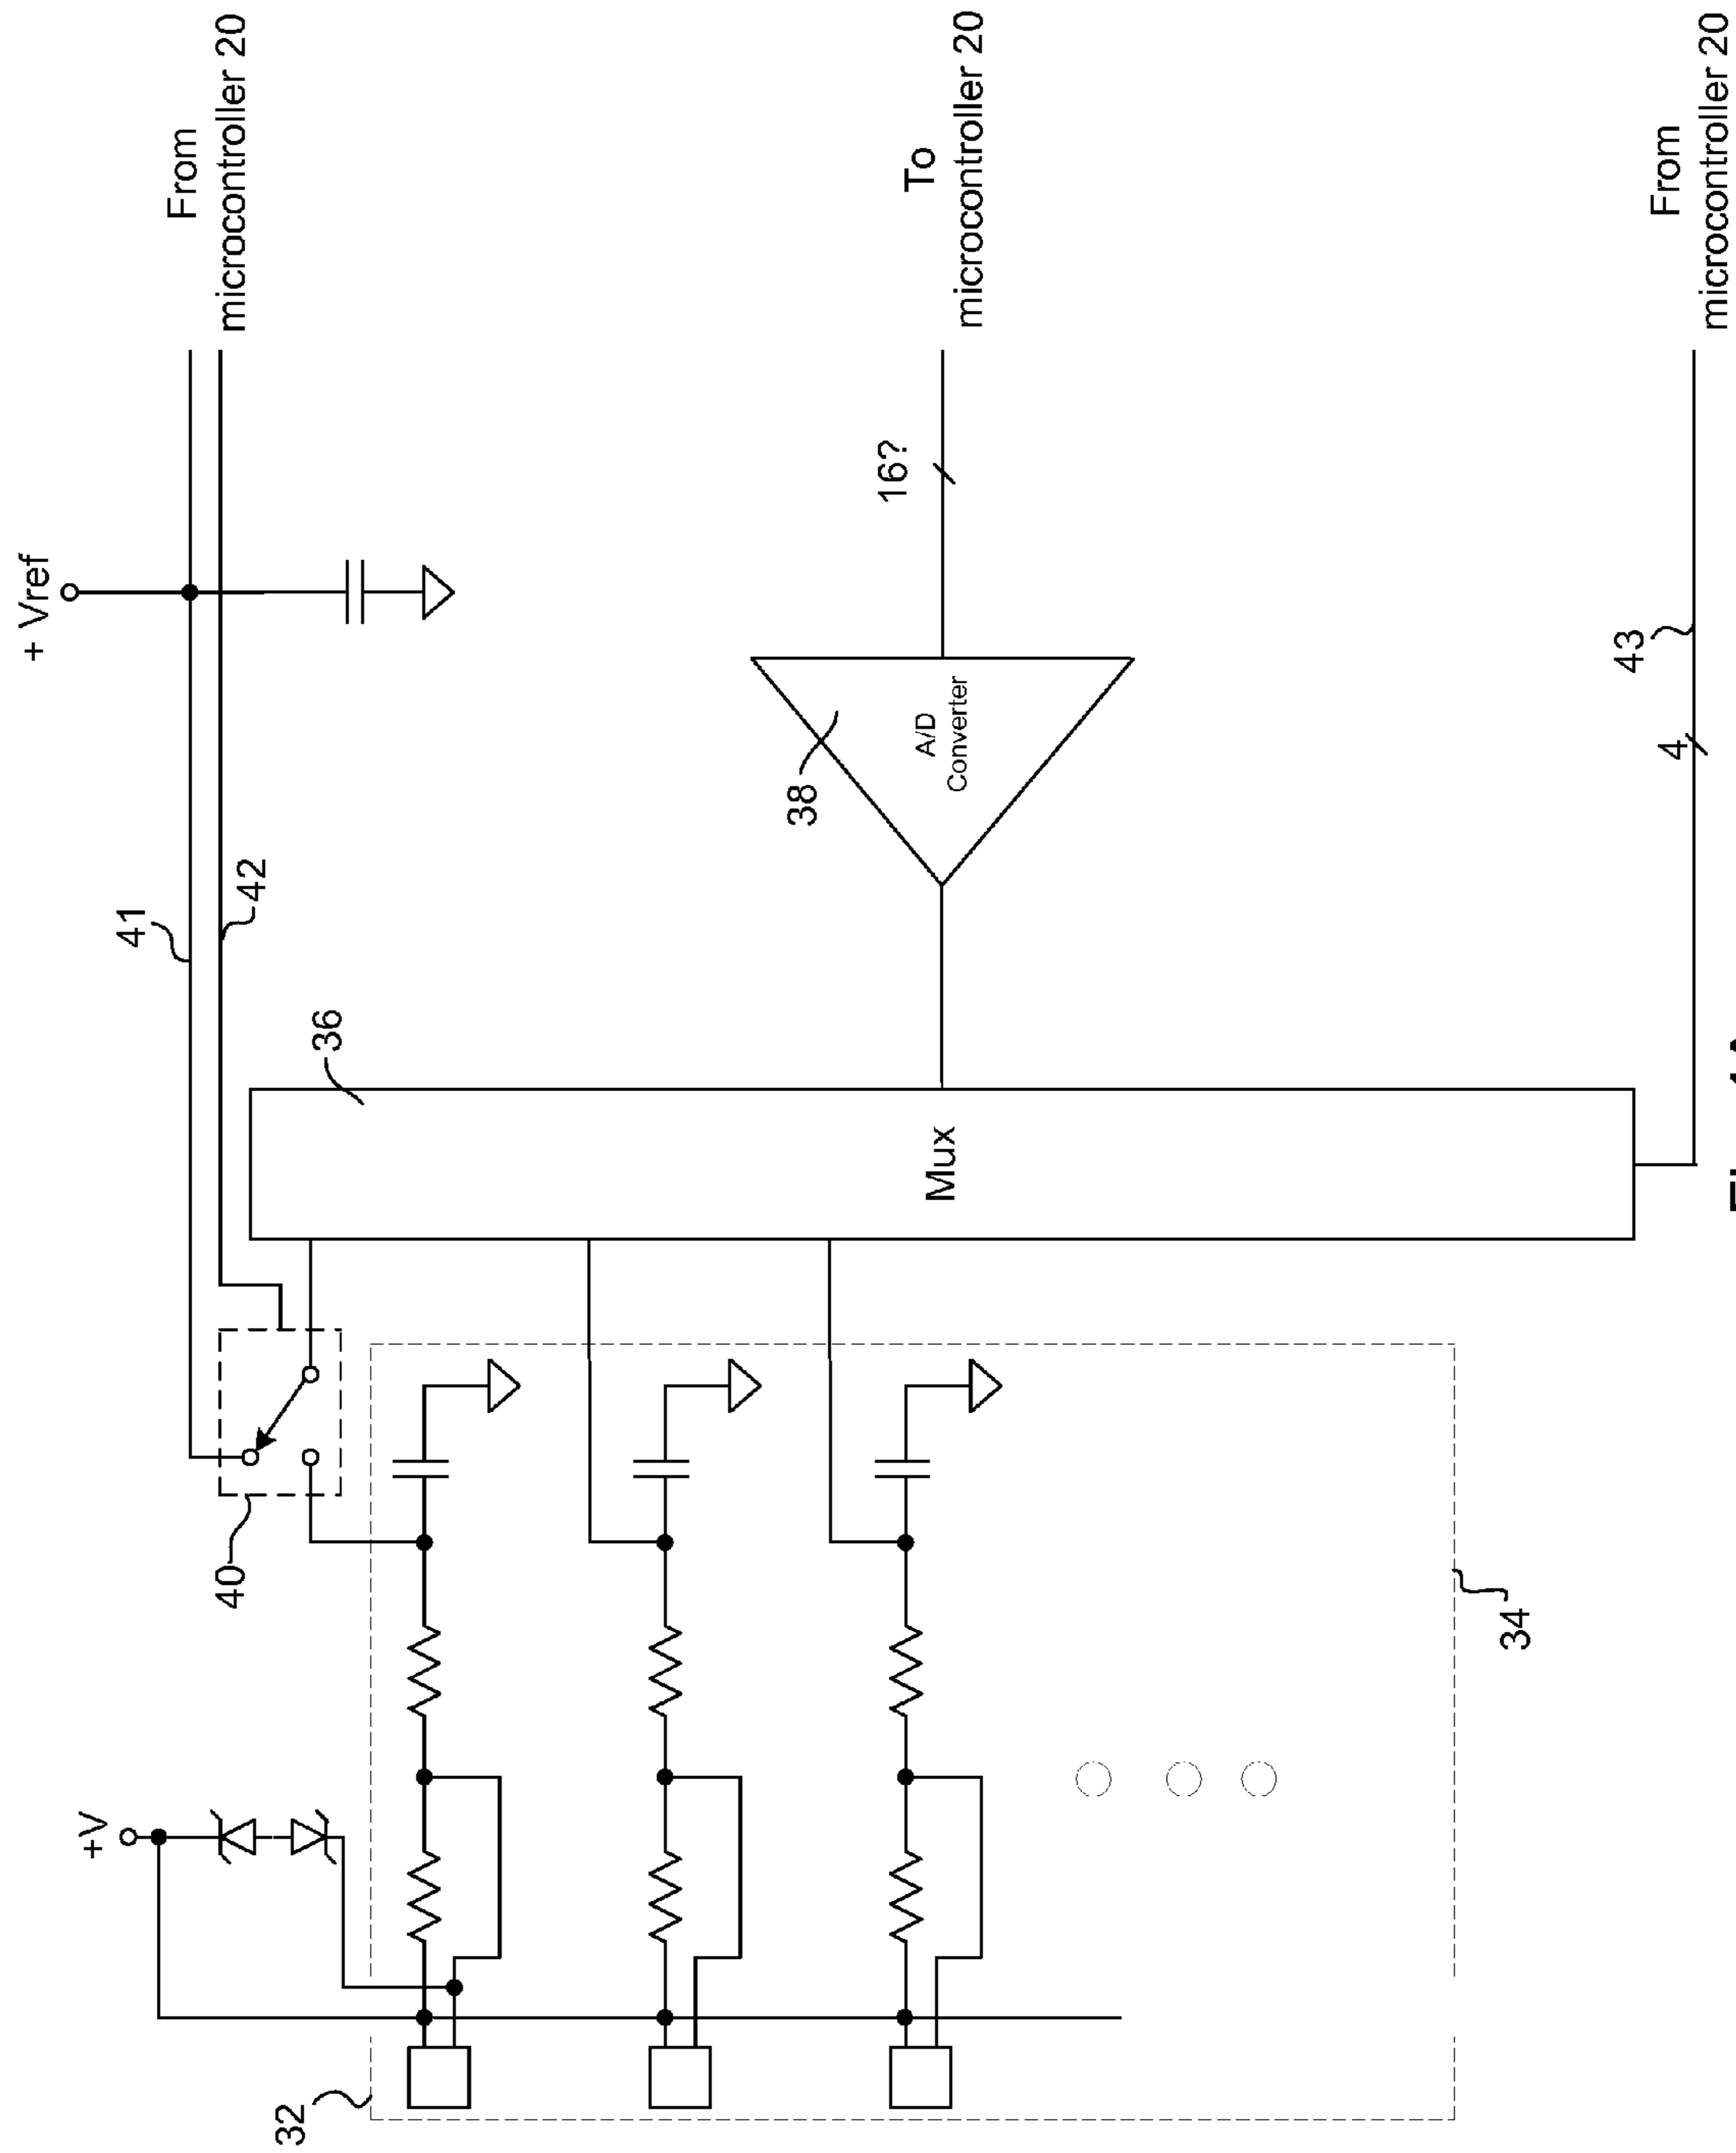 + Vref
From
microcontroller 20
41
42
+V
40
36
16?
To
microcontroller 20
38
A/D
Converter
Mux
32
34
43
4
From
microcontroller 20